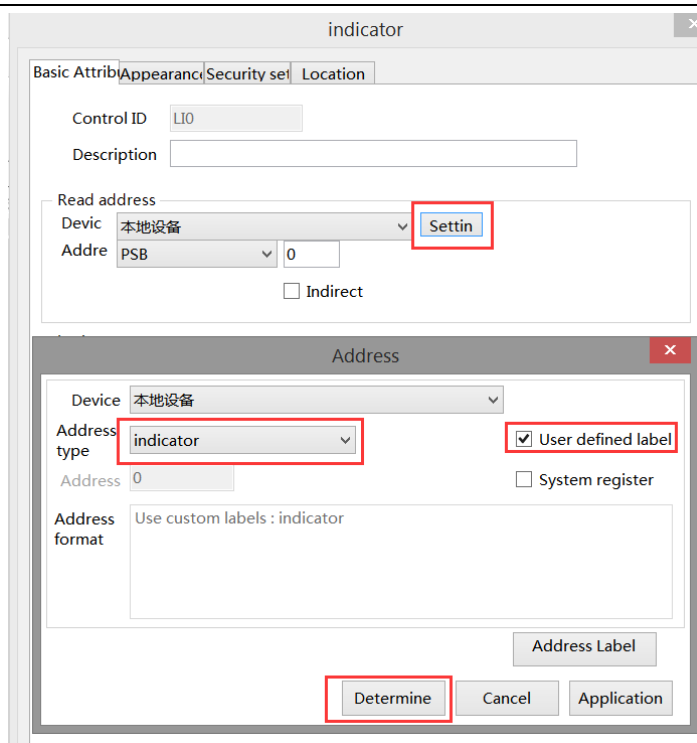 indicator
Basic Attribu Appearanc Security set Location
Control ID LI0
Description
Read address
Devic 本地设备 Settin
Addre PSB 0
Indirect
Address
Device 本地设备
Address type indicator User defined label
Address 0 System register
Address format Use custom labels : indicator
Address Label
Determine Cancel Application